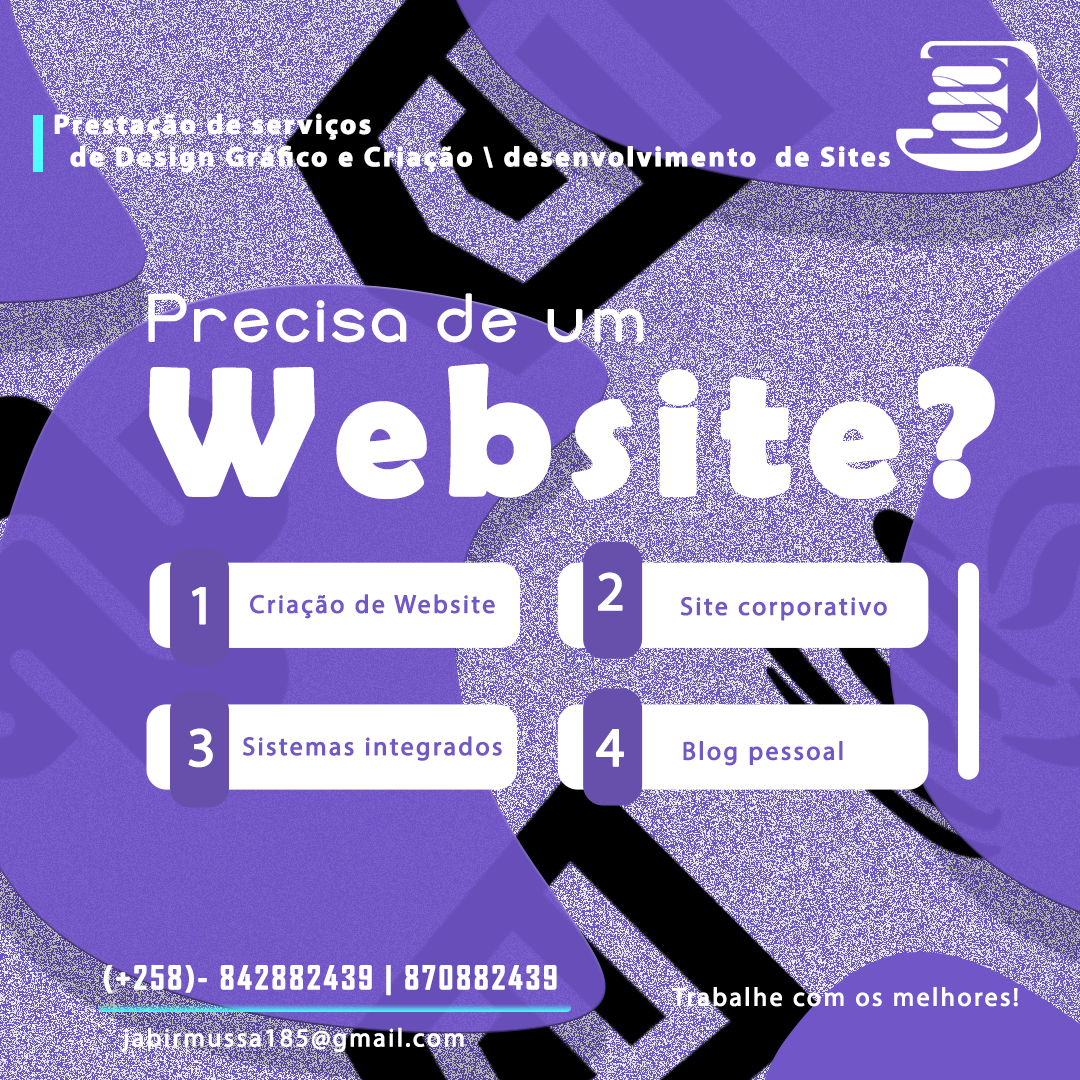 Prestação de serviços
de Design Gráfico e Criação \ desenvolvimento de Sites
Precisa de um
Website?
1 Criação de Website
2 Site corporativo
3 Sistemas integrados
4 Blog pessoal
(+258)- 842882439 | 870882439
Trabalhe com os melhores!
jabirmussa185@gmail.com